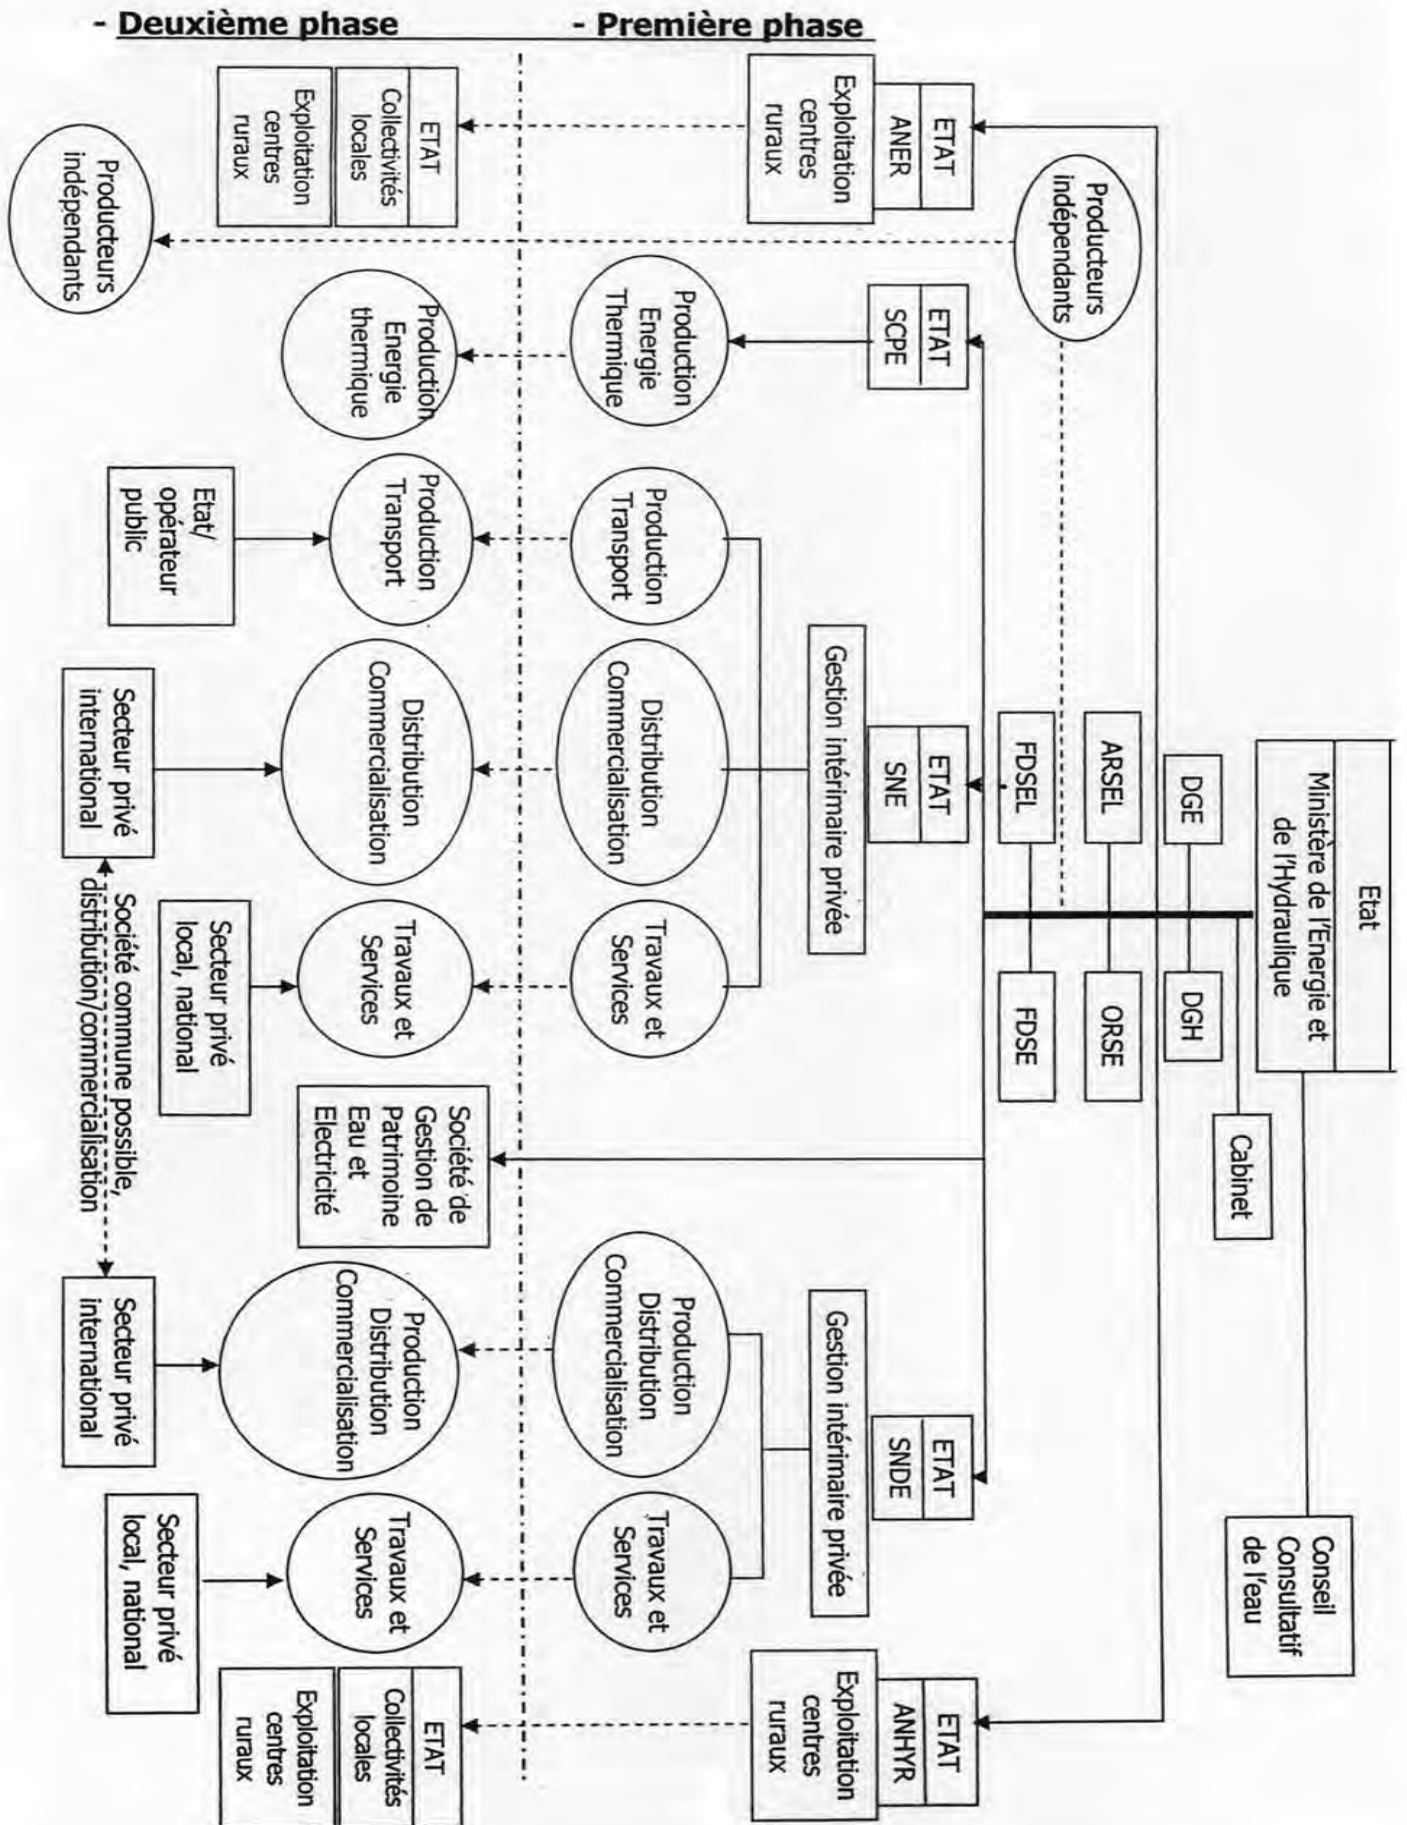 Etat
Ministère de l'Energie et
de l'Hydraulique
Conseil
Consultatif
de l'eau
Cabinet
DGE
DGH
ARSEL
ORSE
FDSEL
FDSE
- Première phase
Producteurs
indépendants
ETAT
ANER
Exploitation
centres
ruraux
ETAT
SCPE
Production
Energie
Thermique
ETAT
SNE
Gestion intérimaire privée
Production
Transport
Distribution
Commercialisation
Travaux et
Services
ETAT
SNDE
Gestion intérimaire privée
Production
Distribution
Commercialisation
Travaux et
Services
ETAT
ANHYR
Exploitation
centres
ruraux
- Deuxième phase
ETAT
Collectivités
locales
Exploitation
centres
ruraux
Producteurs
indépendants
Production
Energie
thermique
Production
Transport
Etat/
opérateur
public
Distribution
Commercialisation
Secteur privé
international
Travaux et
Services
Secteur privé
local, national
Société de
Gestion de
Patrimoine
Eau et
Electricité
Société commune possible,
distribution/commercialisation
Production
Distribution
Commercialisation
Secteur privé
international
Travaux et
Services
Secteur privé
local, national
ETAT
Collectivités
locales
Exploitation
centres
ruraux